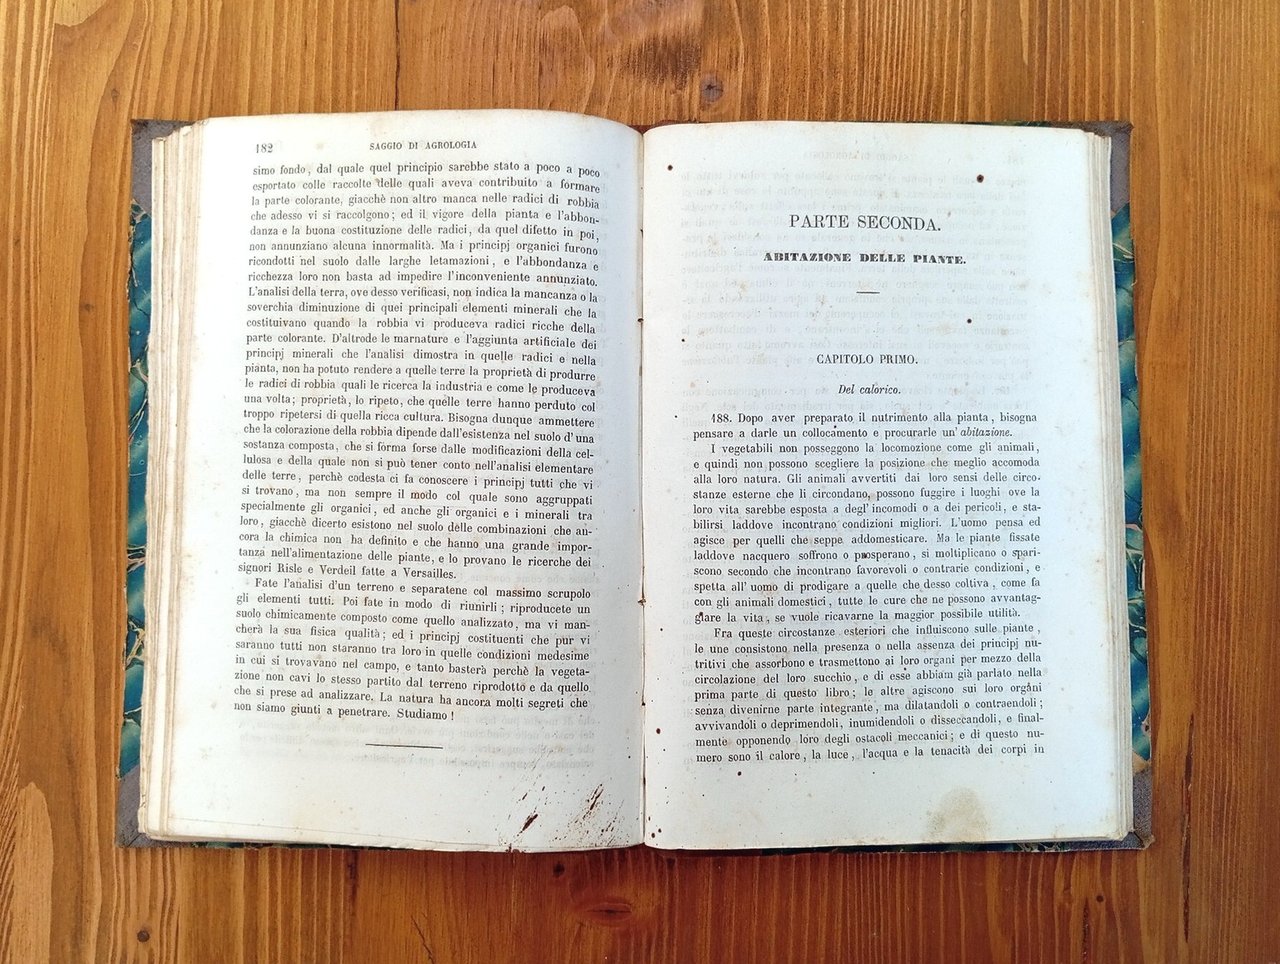 182
SAGGIO DI AGROLOGIA
simo fondo, dal quale quel principio sarebbe stato a poco a poco
esportato colle raccolte delle quali aveva contribuito a formare
la parte colorante, giacchè non altro manca nelle radici di robbia
che adesso vi si raccolgono; ed il vigore della pianta e l'abbon-
danza e la buona costituzione delle radici, da quel difetto in poi,
non annunziano alcuna innormalità. Ma i principj organici furono
ricondotti nel suolo dalle larghe letamazioni, e l'abbondanza e
ricchezza loro non basta ad impedire l'inconveniente annunziato.
L'analisi della terra, ove desso verificasi, non indica la mancanza o la
soverchia diminuzione di quei principali elementi minerali che la
costituivano quando la robbia vi produceva radici ricche della
parte colorante. D'altrode le marnature e l'aggiunta artificiale dei
principj minerali che l'analisi dimostra in quelle radici e nella
pianta, non ha potuto rendere a quelle terre la proprietà di produrre
le radici di robbia quali le ricerca la industria e come le produceva
una volta; proprietà, lo ripeto, che quelle terre hanno perduto col
troppo ripetersi di quella ricca cultura. Bisogna dunque ammettere
che la colorazione della robbia dipende dall'esistenza nel suolo d'una
sostanza composta, che si forma forse dalle modificazioni della cel-
lulosa e della quale non si può tener conto nell'analisi elementare
delle terre, perchè codesta ci fa conoscere i principj tutti che vi
si trovano, ma non sempre il modo col quale sono aggruppati
specialmente gli organici, ed anche gli organici e i minerali tra
loro, giacchè dicerto esistono nel suolo delle combinazioni che an-
cora la chimica non ha definito e che hanno una grande impor-
tanza nell'alimentazione delle piante, e lo provano le ricerche dei
signori Risle e Verdeil fatte a Versailles.
Fate l'analisi d'un terreno e separatene col massimo scrupolo
gli elementi tutti. Poi fate in modo di riunirli; riproducete un
suolo chimicamente composto come quello analizzato, ma vi man-
cherà la sua fisica qualità; ed i principj costituenti che pur vi
saranno tutti non staranno tra loro in quelle condizioni medesime
in cui si trovavano nel campo, e tanto basterà perchè la vegeta-
zione non cavi lo stesso partito dal terreno riprodotto e da quello
che si prese ad analizzare. La natura ha ancora molti segreti che
non siamo giunti a penetrare. Studiamo!
PARTE SECONDA.
ABITAZIONE DELLE PIANTE.
CAPITOLO PRIMO.
Del calorico.
188. Dopo aver preparato il nutrimento alla pianta, bisogna
pensare a darle un collocamento e procurarle un' abitazione.
I vegetabili non posseggono la locomozione come gli animali,
e quindi non possono scegliere la posizione che meglio accomoda
alla loro natura. Gli animali avvertiti dai loro sensi delle circo-
stanze esterne che li circondano, possono fuggire i luoghi ove la
loro vita sarebbe esposta a degl' incomodi o a dei pericoli, e sta-
bilirsi laddove incontrano condizioni migliori. L'uomo pensa ed
agisce per quelli che seppe addomesticare. Ma le piante fissate
laddove nacquero soffrono o prosperano, si moltiplicano o spari-
scono secondo che incontrano favorevoli o contrarie condizioni, e
spetta all' uomo di prodigare a quelle che desso coltiva, come fa
con gli animali domestici, tutte le cure che ne possono avvantag-
giare la vita, se vuole ricavarne la maggior possibile utilità.
Fra queste circostanze esteriori che influiscono sulle piante,
le une consistono nella presenza o nella assenza dei principj nu-
tritivi che assorbono e trasmettono ai loro organi per mezzo della
circolazione del loro succhio, e di esse abbiam già parlato nella
prima parte di questo libro; le altre agiscono sui loro orgáni
senza divenirne parte integrante, ma dilatandoli o contraendoli;
avvivandoli o deprimendoli, inumidendoli o disseccandoli, e final-
mente opponendo loro degli ostacoli meccanici; e di questo nu-
mero sono il calore, la luce, l'acqua e la tenacità dei corpi in